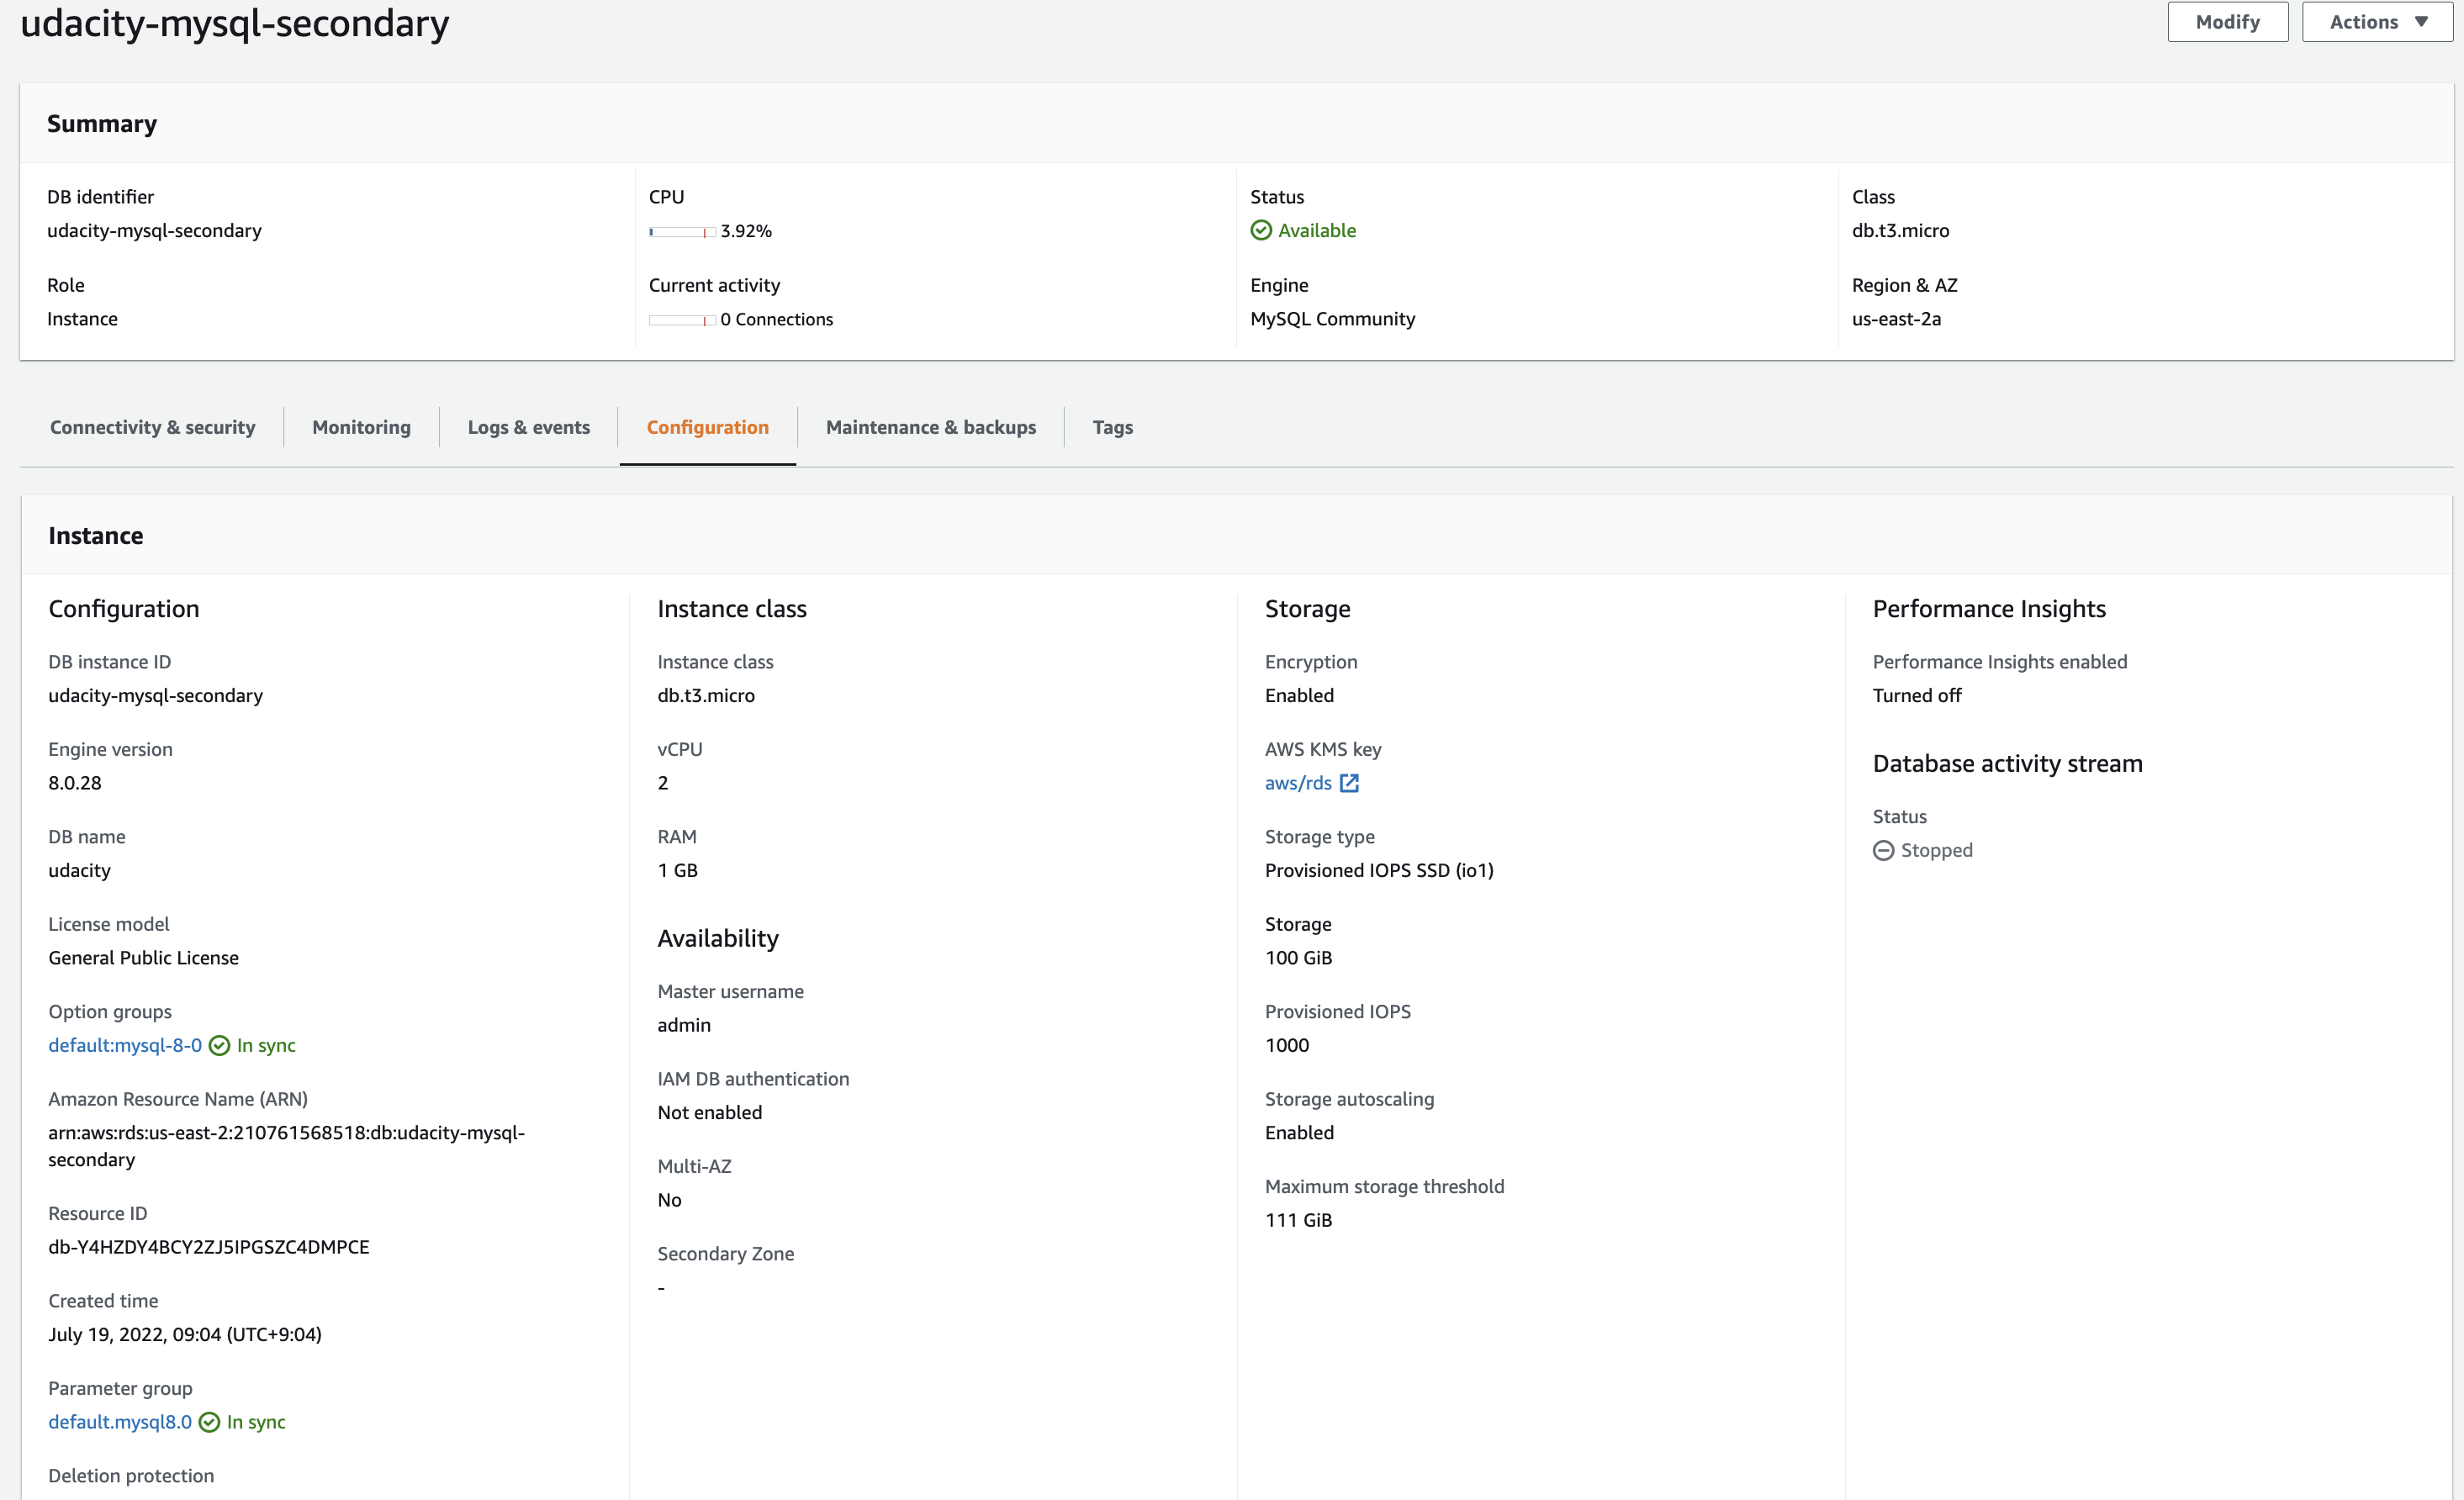 udacity-mysql-secondary
Modify
Actions
Summary
DB identifier
udacity-mysql-secondary
CPU
3.92%
Status
Available
Class
db.t3.micro
Role
Instance
Current activity
0 Connections
Engine
MySQL Community
Region & AZ
us-east-2a
Connectivity & security
Monitoring
Logs & events
Configuration
Maintenance & backups
Tags
Instance
Configuration
DB instance ID
udacity-mysql-secondary
Engine version
8.0.28
DB name
udacity
License model
General Public License
Option groups
default:mysql-8-0 In sync
Amazon Resource Name (ARN)
arn:aws:rds:us-east-2:210761568518:db:udacity-mysql-
secondary
Resource ID
db-Y4HZDY4BCY2ZJ5IPGSZC4DMPCE
Created time
July 19, 2022, 09:04 (UTC+9:04)
Parameter group
default.mysql8.0 In sync
Deletion protection
Instance class
Instance class
db.t3.micro
vCPU
2
RAM
1 GB
Availability
Master username
admin
IAM DB authentication
Not enabled
Multi-AZ
No
Secondary Zone
-
Storage
Encryption
Enabled
AWS KMS key
aws/rds
Storage type
Provisioned IOPS SSD (io1)
Storage
100 GiB
Provisioned IOPS
1000
Storage autoscaling
Enabled
Maximum storage threshold
111 GiB
Performance Insights
Performance Insights enabled
Turned off
Database activity stream
Status
Stopped